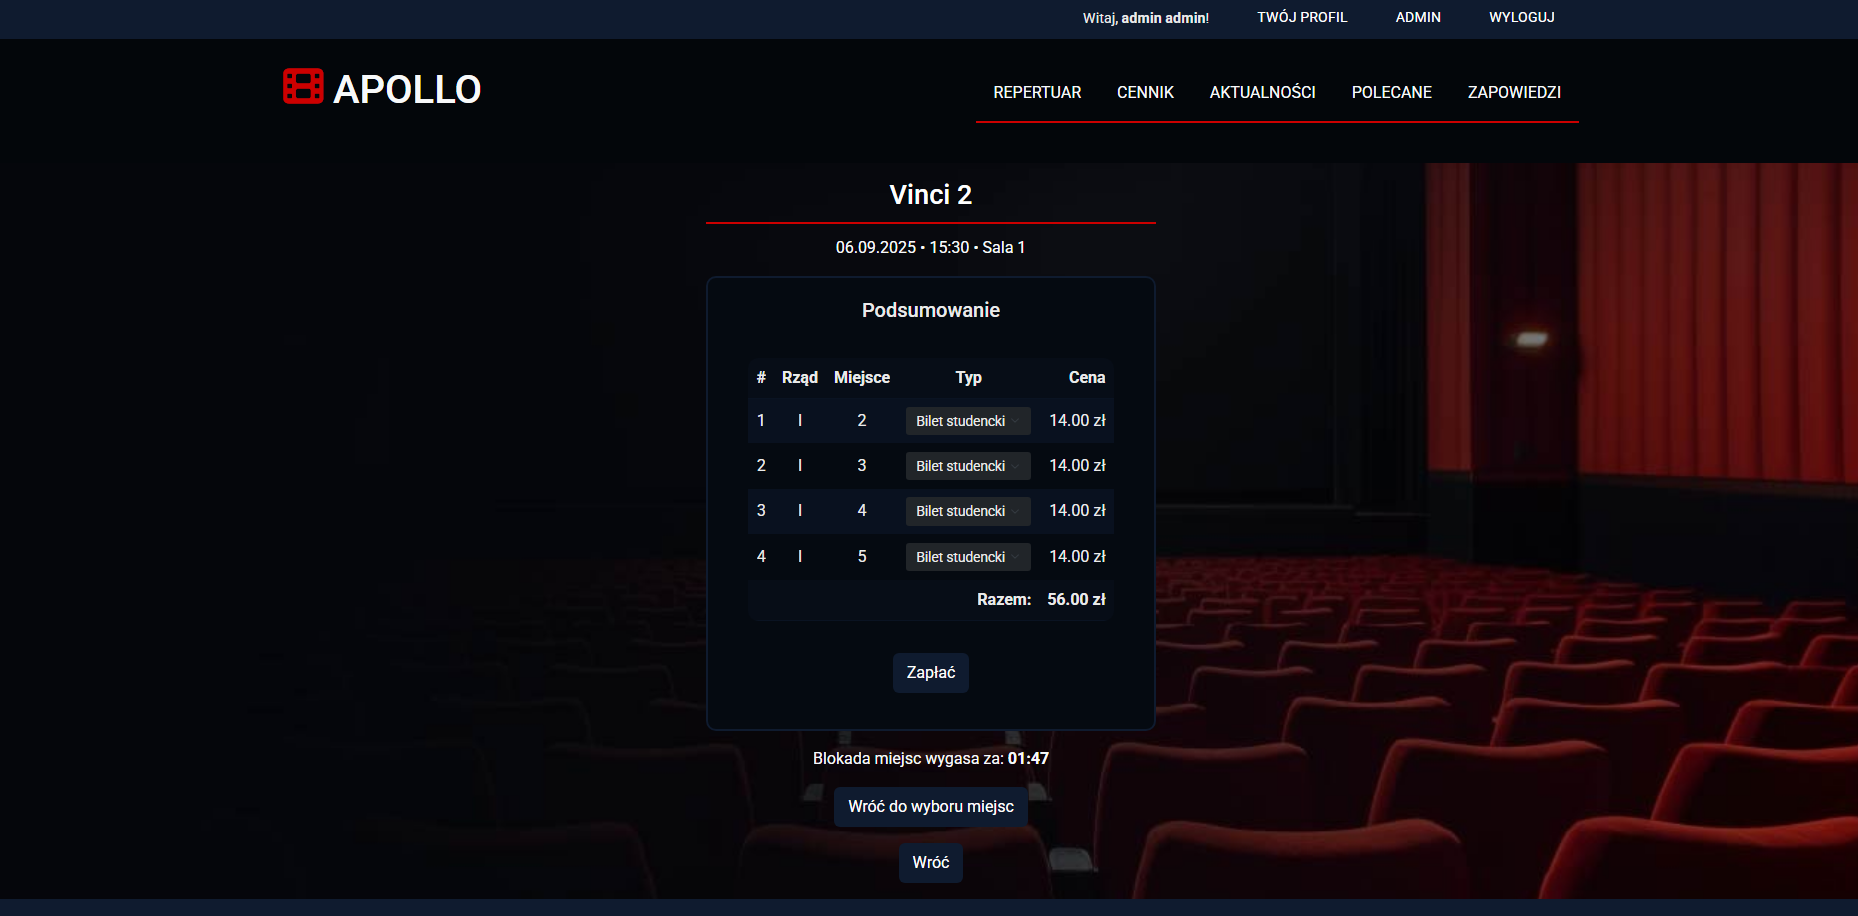 Witaj, admin admin! TWÓJ PROFIL ADMIN WYLOGUJ
APOLLO
REPERTUAR CENNIK AKTUALNOŚCI POLECANE ZAPOWIEDZI
Vinci 2
06.09.2025 • 15:30 • Sala 1
Podsumowanie
# Rząd Miejsce Typ Cena
1 I 2 Bilet studencki 14.00 zł
2 I 3 Bilet studencki 14.00 zł
3 I 4 Bilet studencki 14.00 zł
4 I 5 Bilet studencki 14.00 zł
Razem: 56.00 zł
Zapłać
Blokada miejsc wygasa za: 01:47
Wróć do wyboru miejsc
Wróć